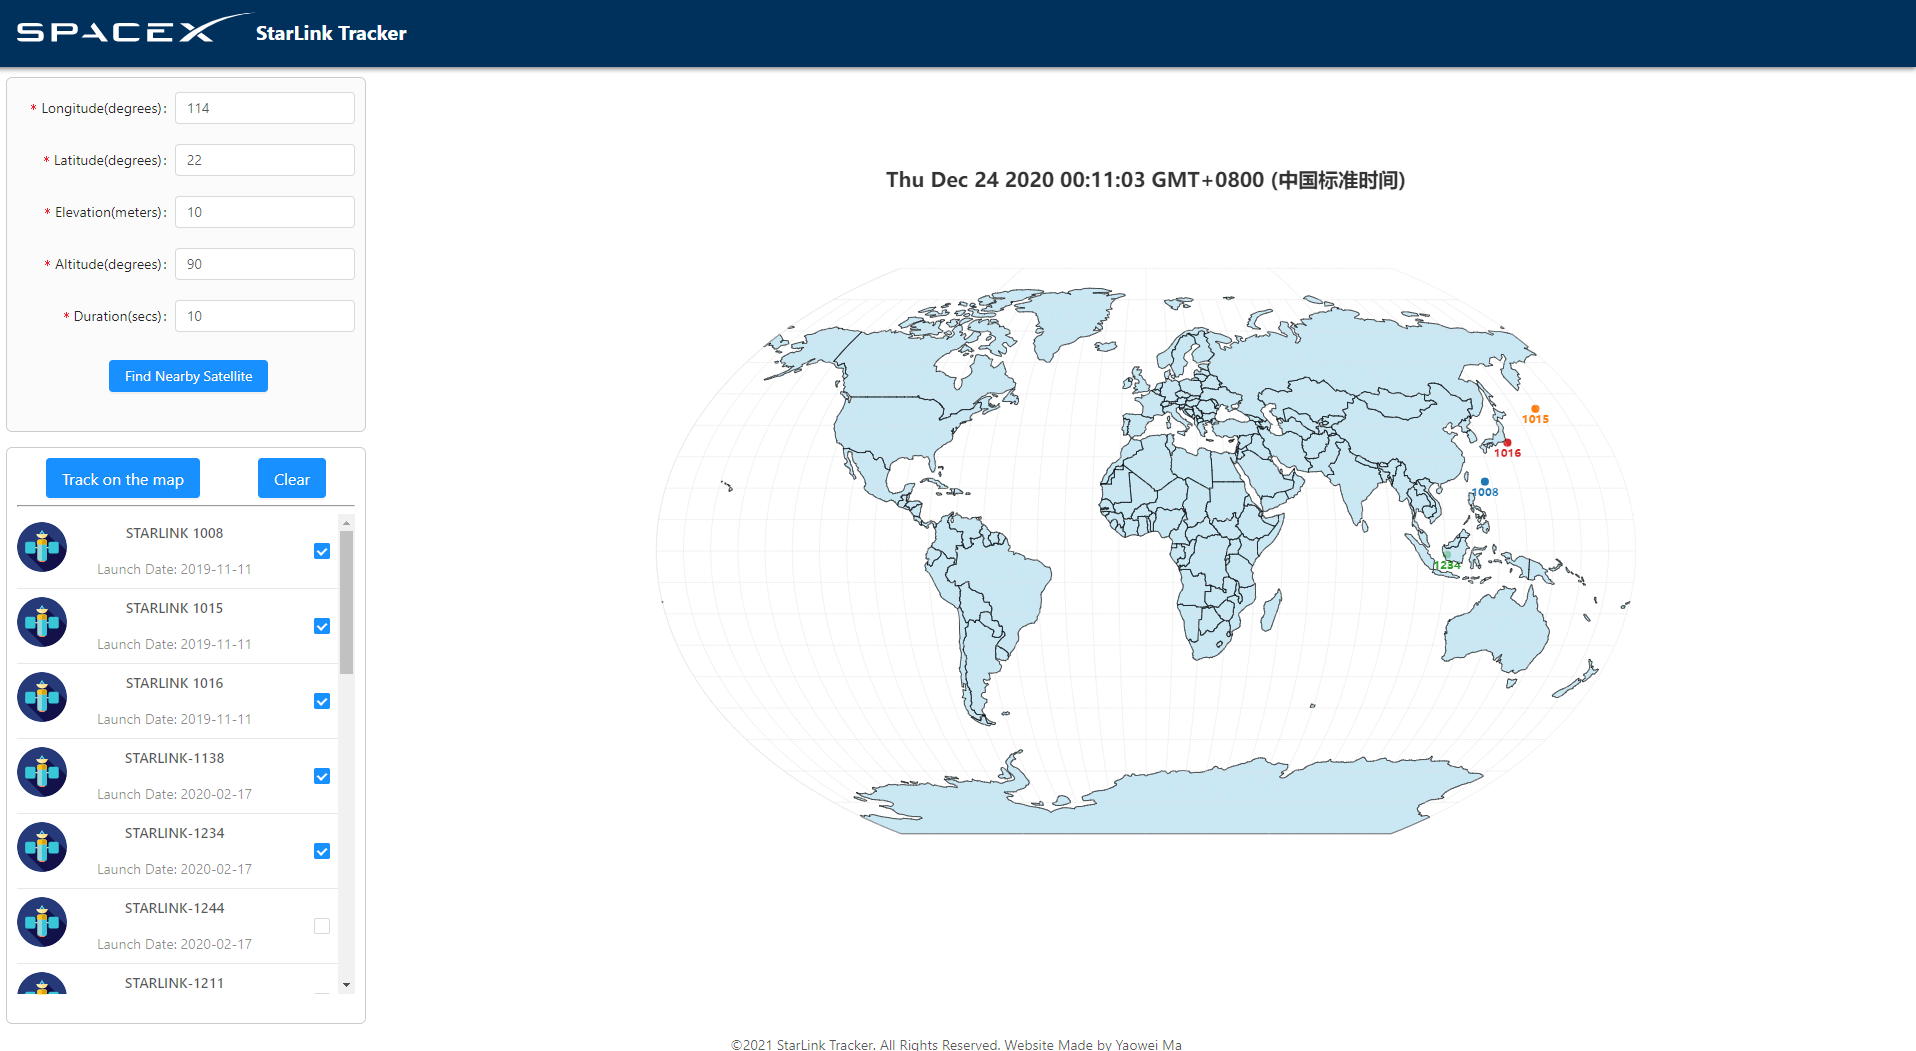 SPACEX StarLink Tracker
* Longitude(degrees): 114
* Latitude(degrees): 22
* Elevation(meters): 10
* Altitude(degrees): 90
* Duration(secs): 10
Find Nearby Satellite
Track on the map Clear
STARLINK 1008
Launch Date: 2019-11-11
STARLINK 1015
Launch Date: 2019-11-11
STARLINK 1016
Launch Date: 2019-11-11
STARLINK-1138
Launch Date: 2020-02-17
STARLINK-1234
Launch Date: 2020-02-17
STARLINK-1244
Launch Date: 2020-02-17
STARLINK-1211
Thu Dec 24 2020 00:11:03 GMT+0800 (中国标准时间)
1015
1016
1008
1234
©2021 StarLink Tracker. All Rights Reserved. Website Made by Yaowei Ma